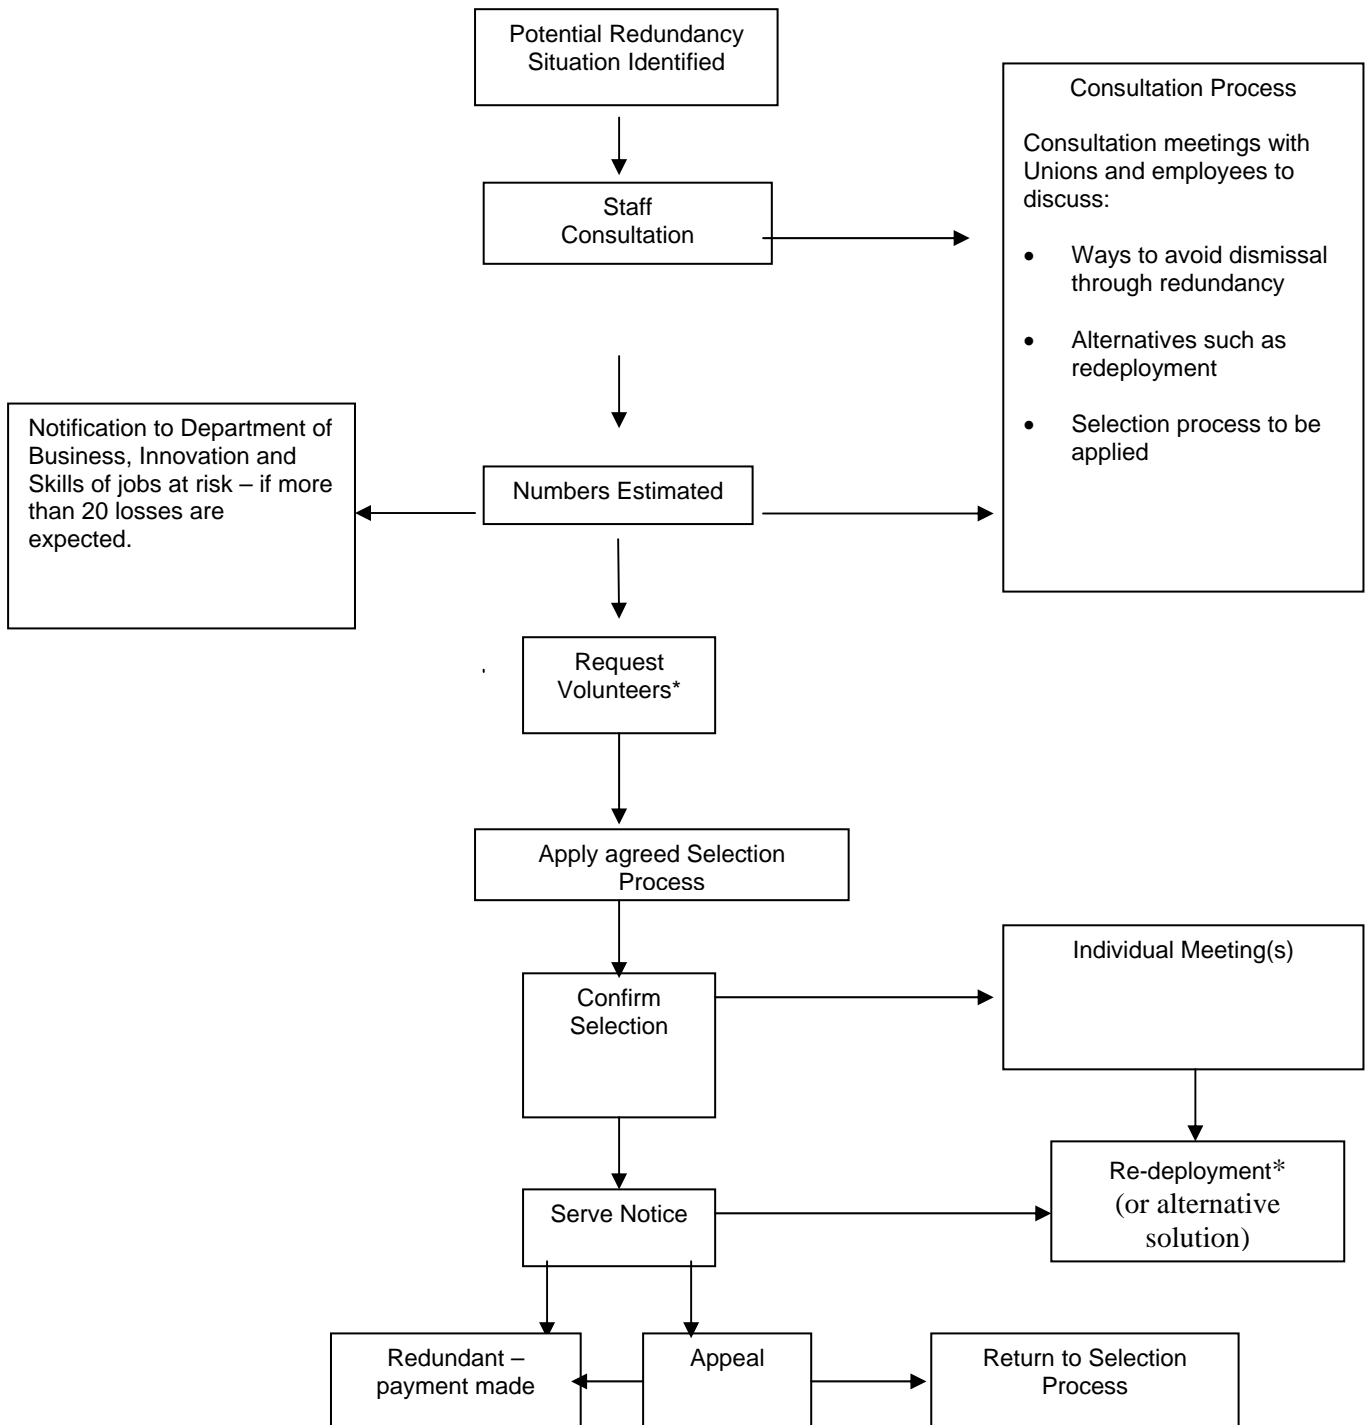 Potential Redundancy
Situation Identified
Consultation Process
Consultation meetings with
Unions and employees to
discuss:
• Ways to avoid dismissal
through redundancy
• Alternatives such as
redeployment
• Selection process to be
applied
Staff
Consultation
Notification to Department of
Business, Innovation and
Skills of jobs at risk – if more
than 20 losses are
expected.
Numbers Estimated
Request
Volunteers*
Apply agreed Selection
Process
Confirm
Selection
Individual Meeting(s)
Re-deployment*
(or alternative
solution)
Serve Notice
Redundant –
payment made
Appeal
Return to Selection
Process